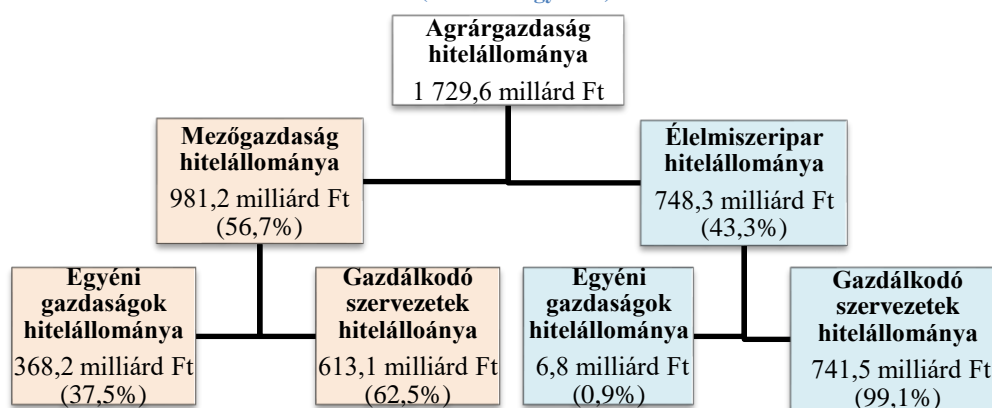 Agrárgazdaság
hitelállománya
1 729,6 millárd Ft
Mezőgazdaság
hitelállománya
981,2 milliárd Ft
(56,7%)
Élelmiszeripar
hitelállománya
748,3 milliárd Ft
(43,3%)
Egyéni
gazdaságok
hitelállománya
368,2 milliárd Ft
(37,5%)
Gazdálkodó
szervezetek
hitelálloánya
613,1 milliárd Ft
(62,5%)
Egyéni
gazdaságok
hitelállománya
6,8 milliárd Ft
(0,9%)
Gazdálkodó
szervezetek
hitelállománya
741,5 milliárd Ft
(99,1%)